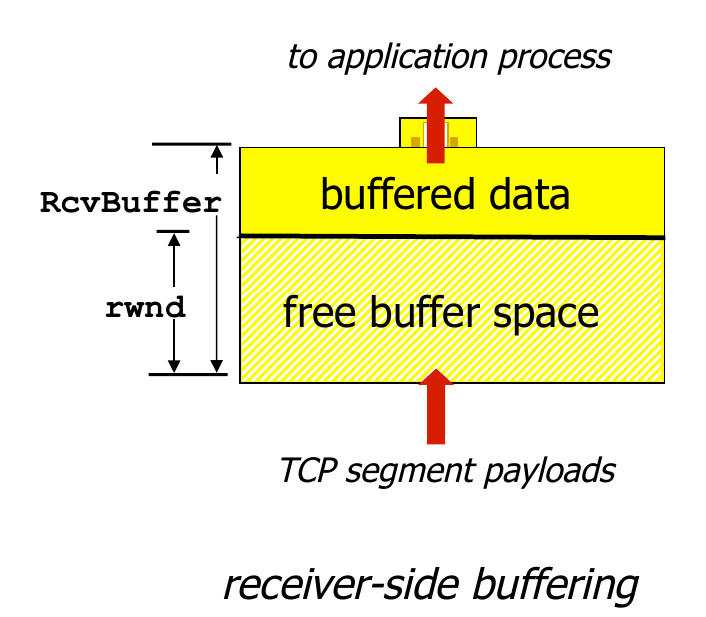 to application process
buffered data
RcvBuffer
rwnd
free buffer space
TCP segment payloads
receiver-side buffering